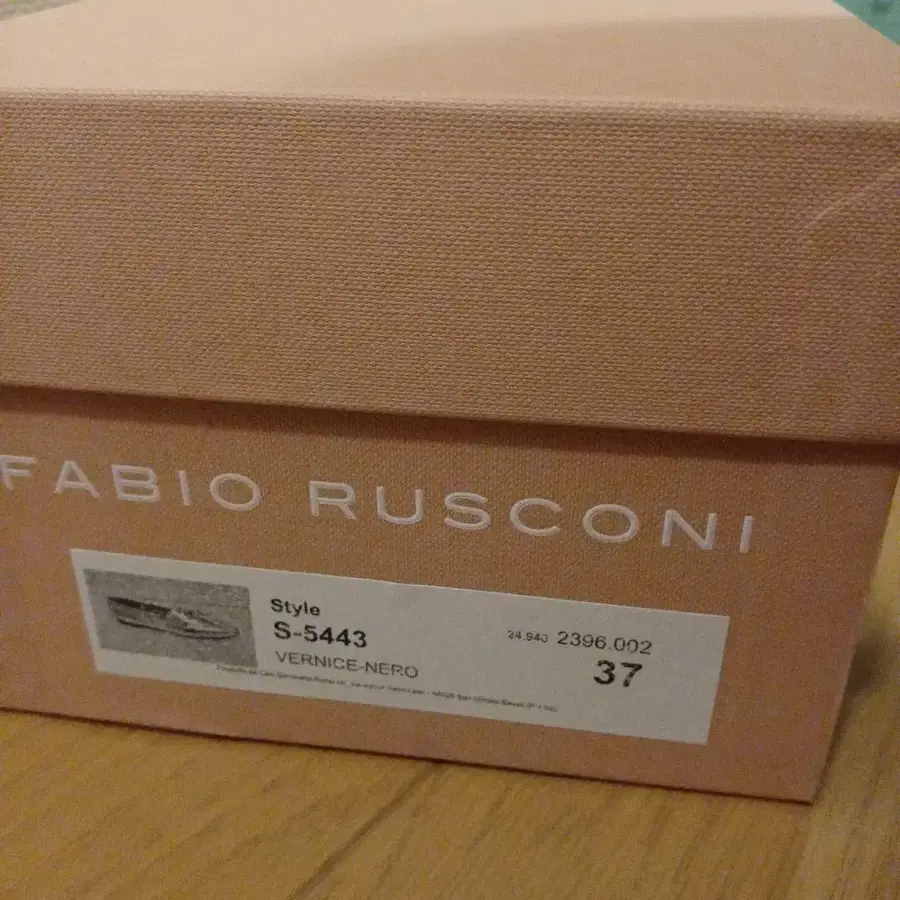 FABIO RUSCONI
Style
S-5443
24.940 2396.002
VERNICE-NERO
37